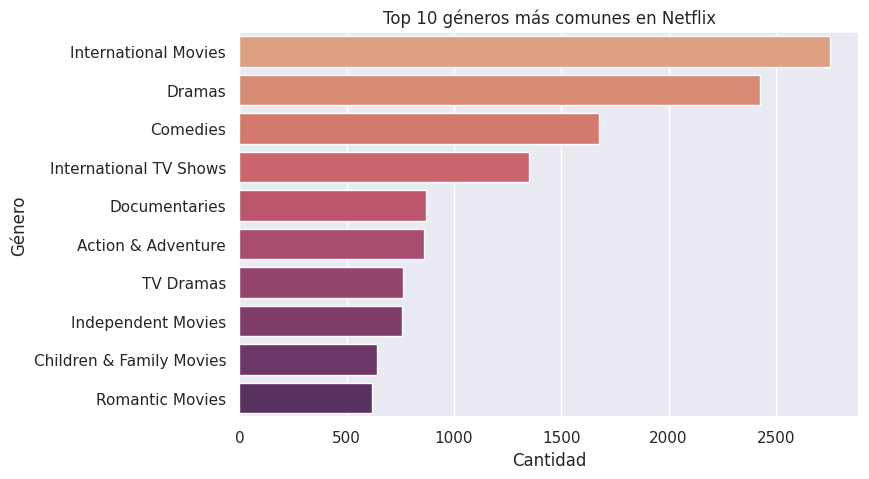 Top 10 géneros más comunes en Netflix
Género
International Movies
Dramas
Comedies
International TV Shows
Documentaries
Action & Adventure
TV Dramas
Independent Movies
Children & Family Movies
Romantic Movies
0 500 1000 1500 2000 2500
Cantidad